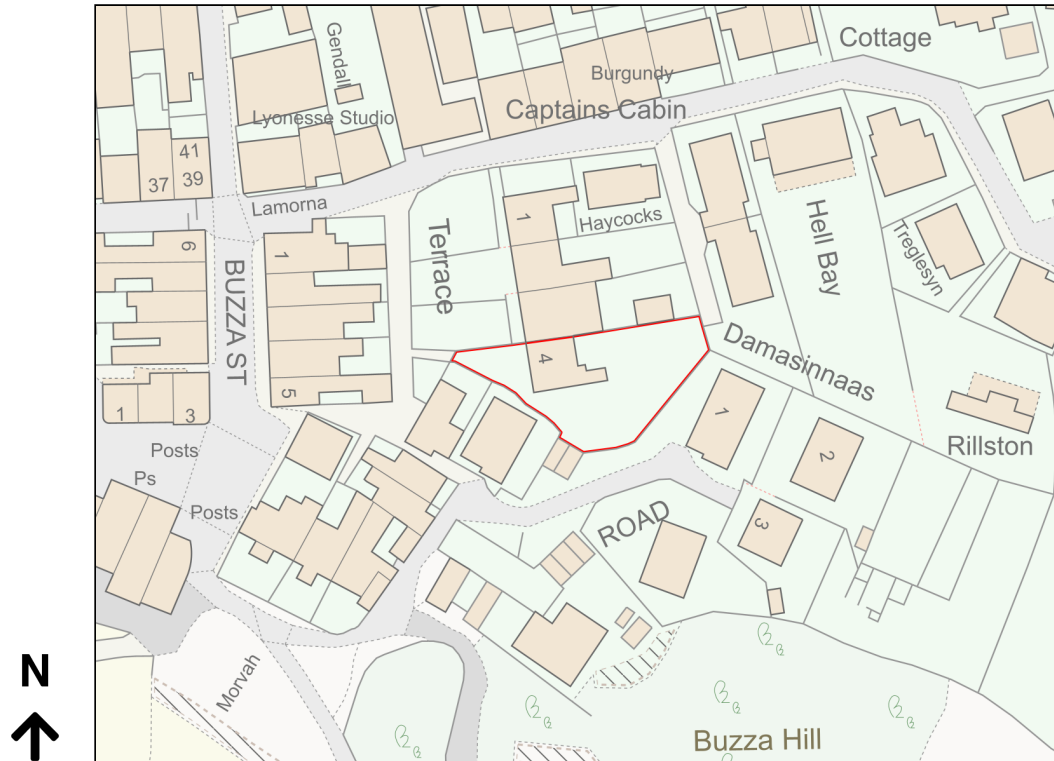 Cottage
Gendall
Burgundy
Captains Cabin
Lyonesse Studio
41
37
39
Lamorna
1
Haycocks
6
Terrace
Hell Bay
Treglesyn
1
BUZZA ST
4
Damasinnaas
5
1
3
1
Rillston
2
Posts
Ps
Posts
ROAD
3
N
Morvah
Buzza Hill